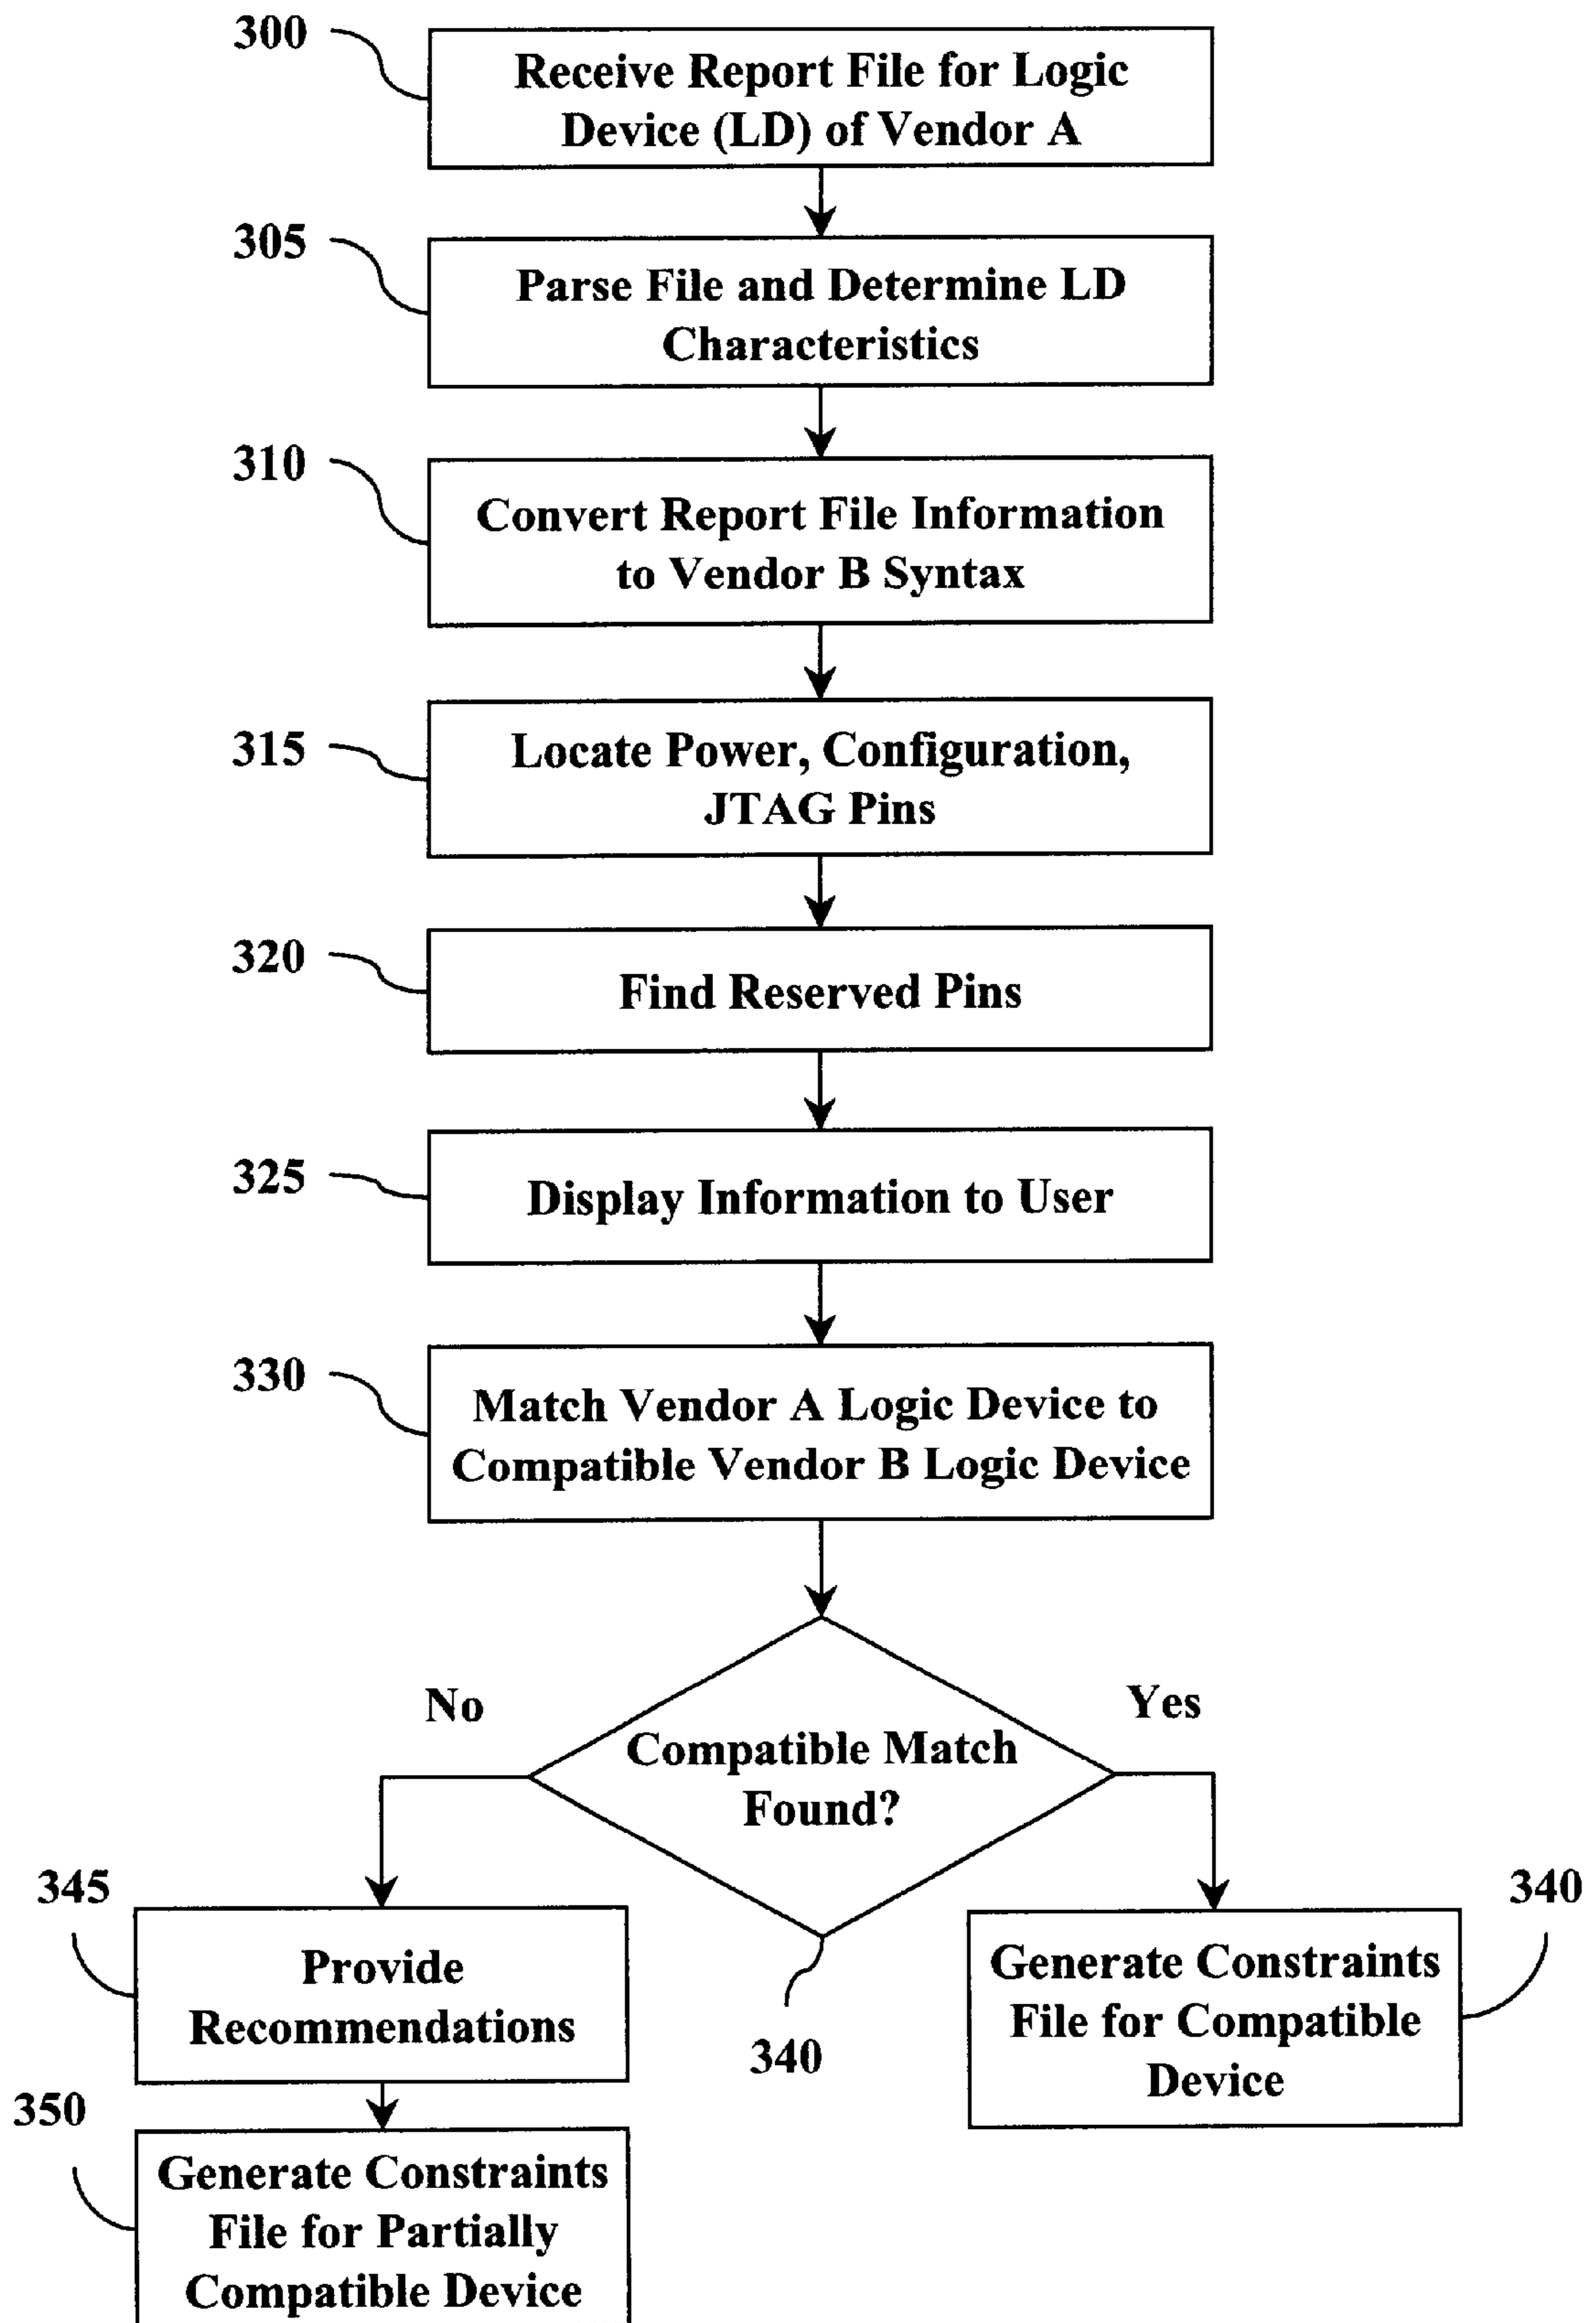 300
Receive Report File for Logic
Device (LD) of Vendor A
305
Parse File and Determine LD
Characteristics
310
Convert Report File Information
to Vendor B Syntax
315
Locate Power, Configuration,
JTAG Pins
320
Find Reserved Pins
325
Display Information to User
330
Match Vendor A Logic Device to
Compatible Vendor B Logic Device
No
Yes
Compatible Match
Found?
340
345
Provide
Recommendations
340
Generate Constraints
File for Compatible
Device
350
Generate Constraints
File for Partially
Compatible Device